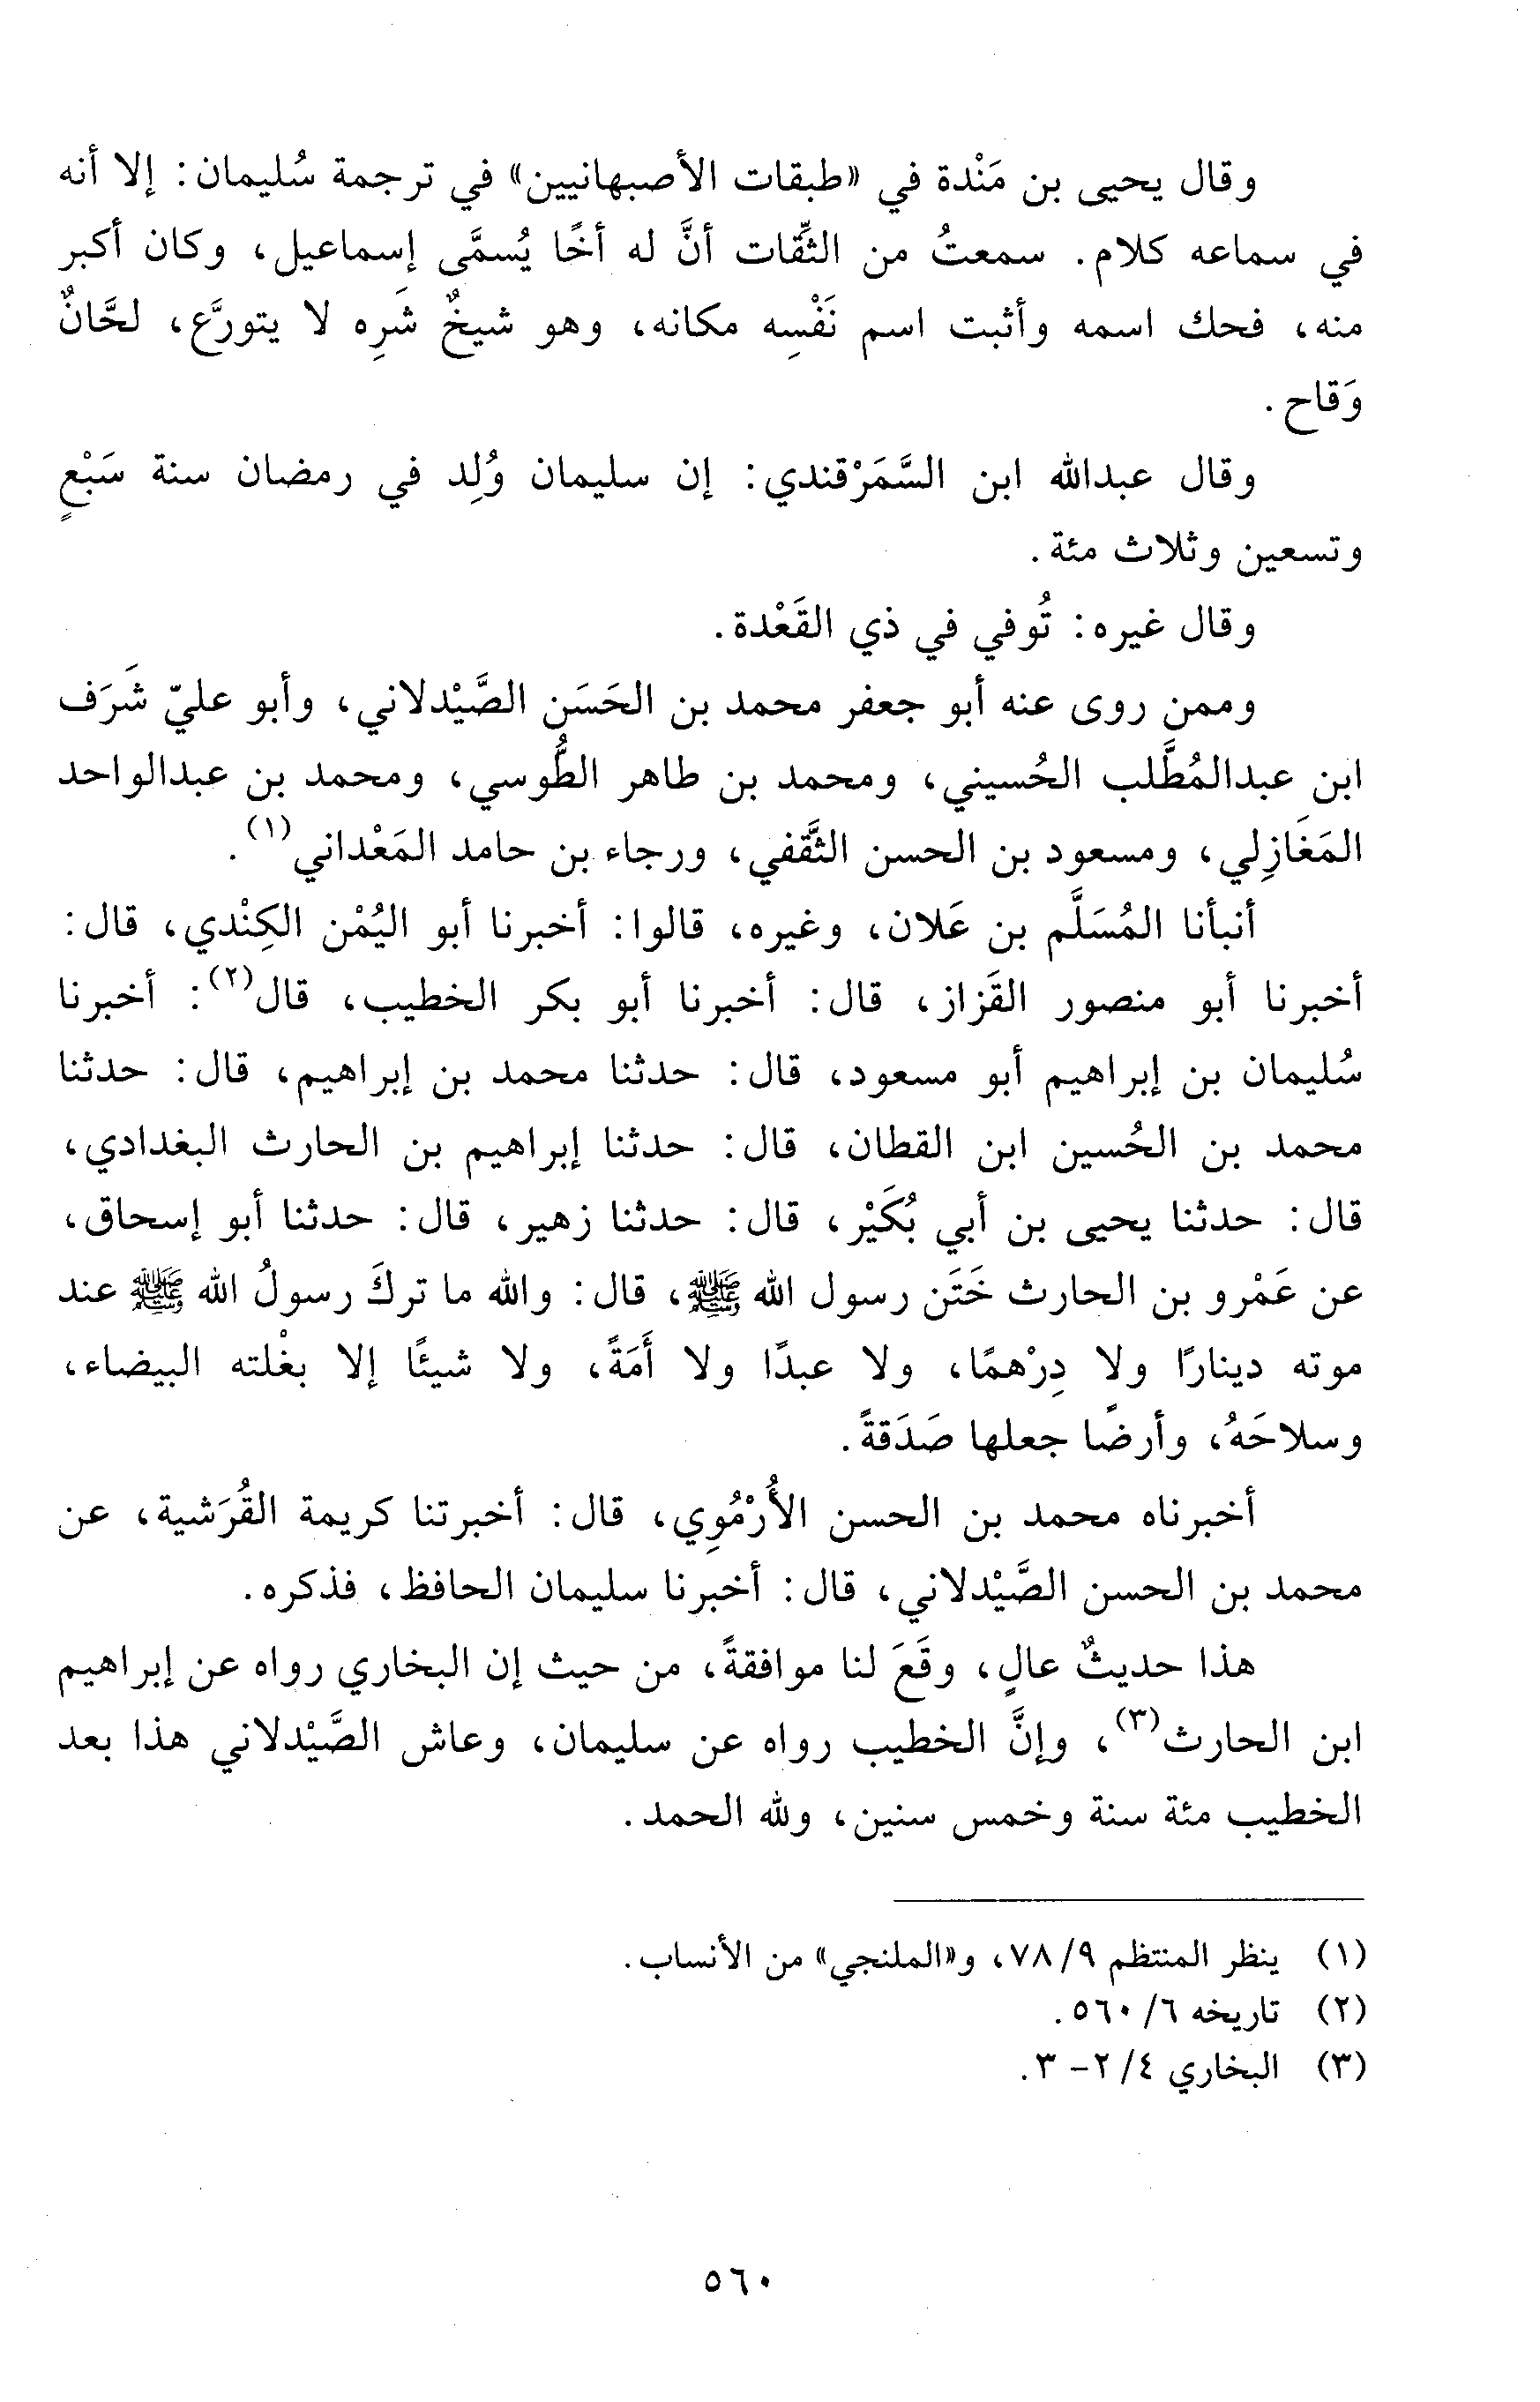 وقال يحيى بن مَنْدة في «طبقات الأصبهانيين» في ترجمة سُليمان: إلا أنه
في سماعه كلام. سمعتُ من الثِّقات أنَّ له أخًا يُسمَّى إسماعيل، وكان أكبر
منه، فحك اسمه وأثبت اسم نَفْسِه مكانه، وهو شيخٌ شَرِه لا يتورَّع، لحَّانٌ
وَقاح.
وقال عبدالله ابن السَّمَرْقندي: إن سليمان وُلِد في رمضان سنة سَبْعٍ
وتسعين وثلاث مئة.
وقال غيره: تُوفي في ذي القَعْدة.
وممن روى عنه أبو جعفر محمد بن الحَسَن الصَّيْدلاني، وأبو عليّ شَرَف
ابن عبدالمُطَّلب الحُسيني، ومحمد بن طاهر الطُّوسي، ومحمد بن عبدالواحد
المَغَازِلي، ومسعود بن الحسن الثَّقفي، ورجاء بن حامد المَعْداني(١).
أنبأنا المُسَلَّم بن عَلان، وغيره، قالوا: أخبرنا أبو اليُمْن الكِنْدي، قال:
أخبرنا أبو منصور القَزاز، قال: أخبرنا أبو بكر الخطيب، قال(٢): أخبرنا
سُليمان بن إبراهيم أبو مسعود، قال: حدثنا محمد بن إبراهيم، قال: حدثنا
محمد بن الحُسين ابن القطان، قال: حدثنا إبراهيم بن الحارث البغدادي،
قال: حدثنا يحيى بن أبي بُكَيْر، قال: حدثنا زهير، قال: حدثنا أبو إسحاق،
عن عَمْرو بن الحارث خَتَن رسول الله ﷺ، قال: والله ما تركَ رسولُ الله ﷺ عند
موته دينارًا ولا دِرْهمًا، ولا عبدًا ولا أَمَةً، ولا شيئًا إلا بغْلته البيضاء،
وسلاحَهُ، وأرضًا جعلها صَدَقةً.
أخبرناه محمد بن الحسن الأُرْمُوِي، قال: أخبرتنا كريمة القُرَشية، عن
محمد بن الحسن الصَّيْدلاني، قال: أخبرنا سليمان الحافظ، فذكره.
هذا حديثٌ عالٍ، وقَعَ لنا موافقةً، من حيث إن البخاري رواه عن إبراهيم
ابن الحارث(٣)، وإنَّ الخطيب رواه عن سليمان، وعاش الصَّيْدلاني هذا بعد
الخطيب مئة سنة وخمس سنين، ولله الحمد.
(١) ينظر المنتظم ٩/ ٧٨، و«الملنجي» من الأنساب.
(٢) تاريخه ٦/ ٥٦٠.
(٣) البخاري ٤/ ٢- ٣.
٥٦٠